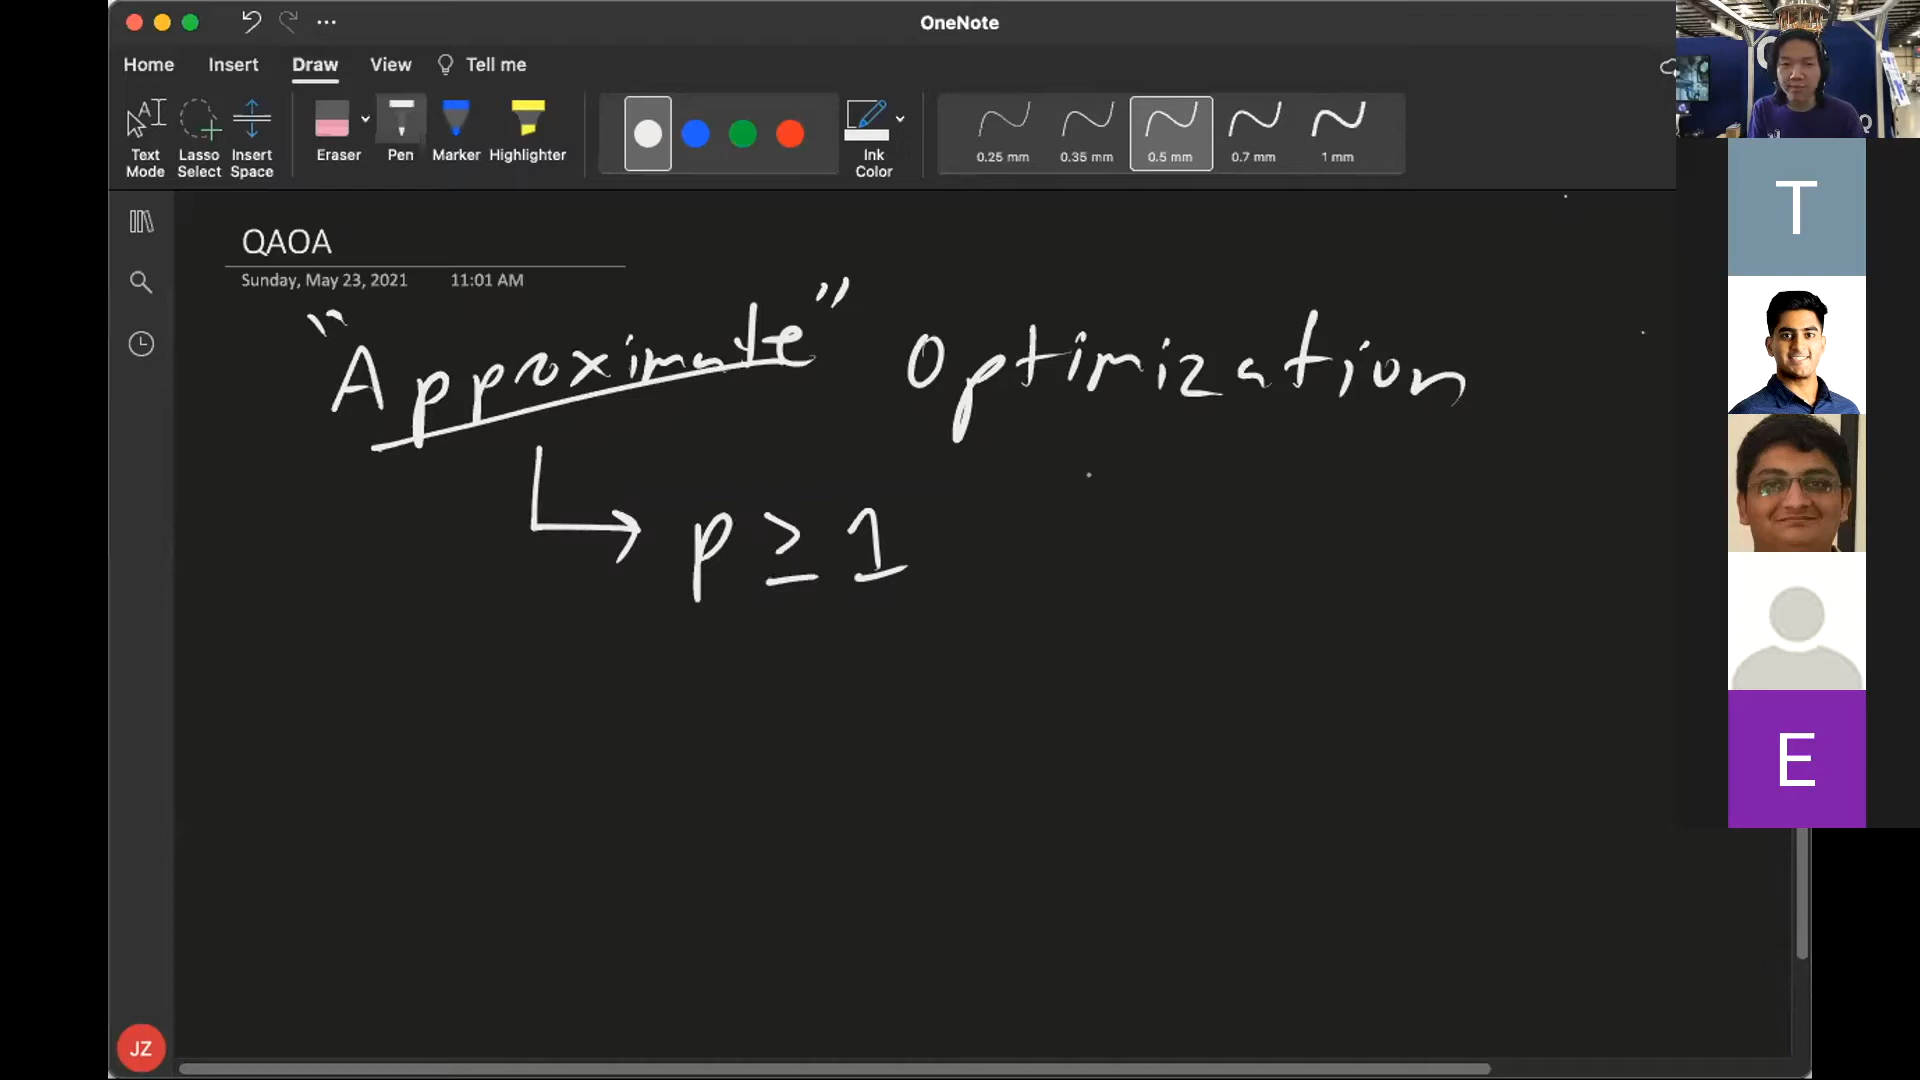 OneNote
Home Insert Draw View Tell me
Text Mode Lasso Select Insert Space Eraser Pen Marker Highlighter Ink Color 0.25 mm 0.35 mm 0.5 mm 0.7 mm 1 mm
QAOA
Sunday, May 23, 2021 11:01 AM
"Approximate" Optimization
p ≥ 1
T
E
JZ